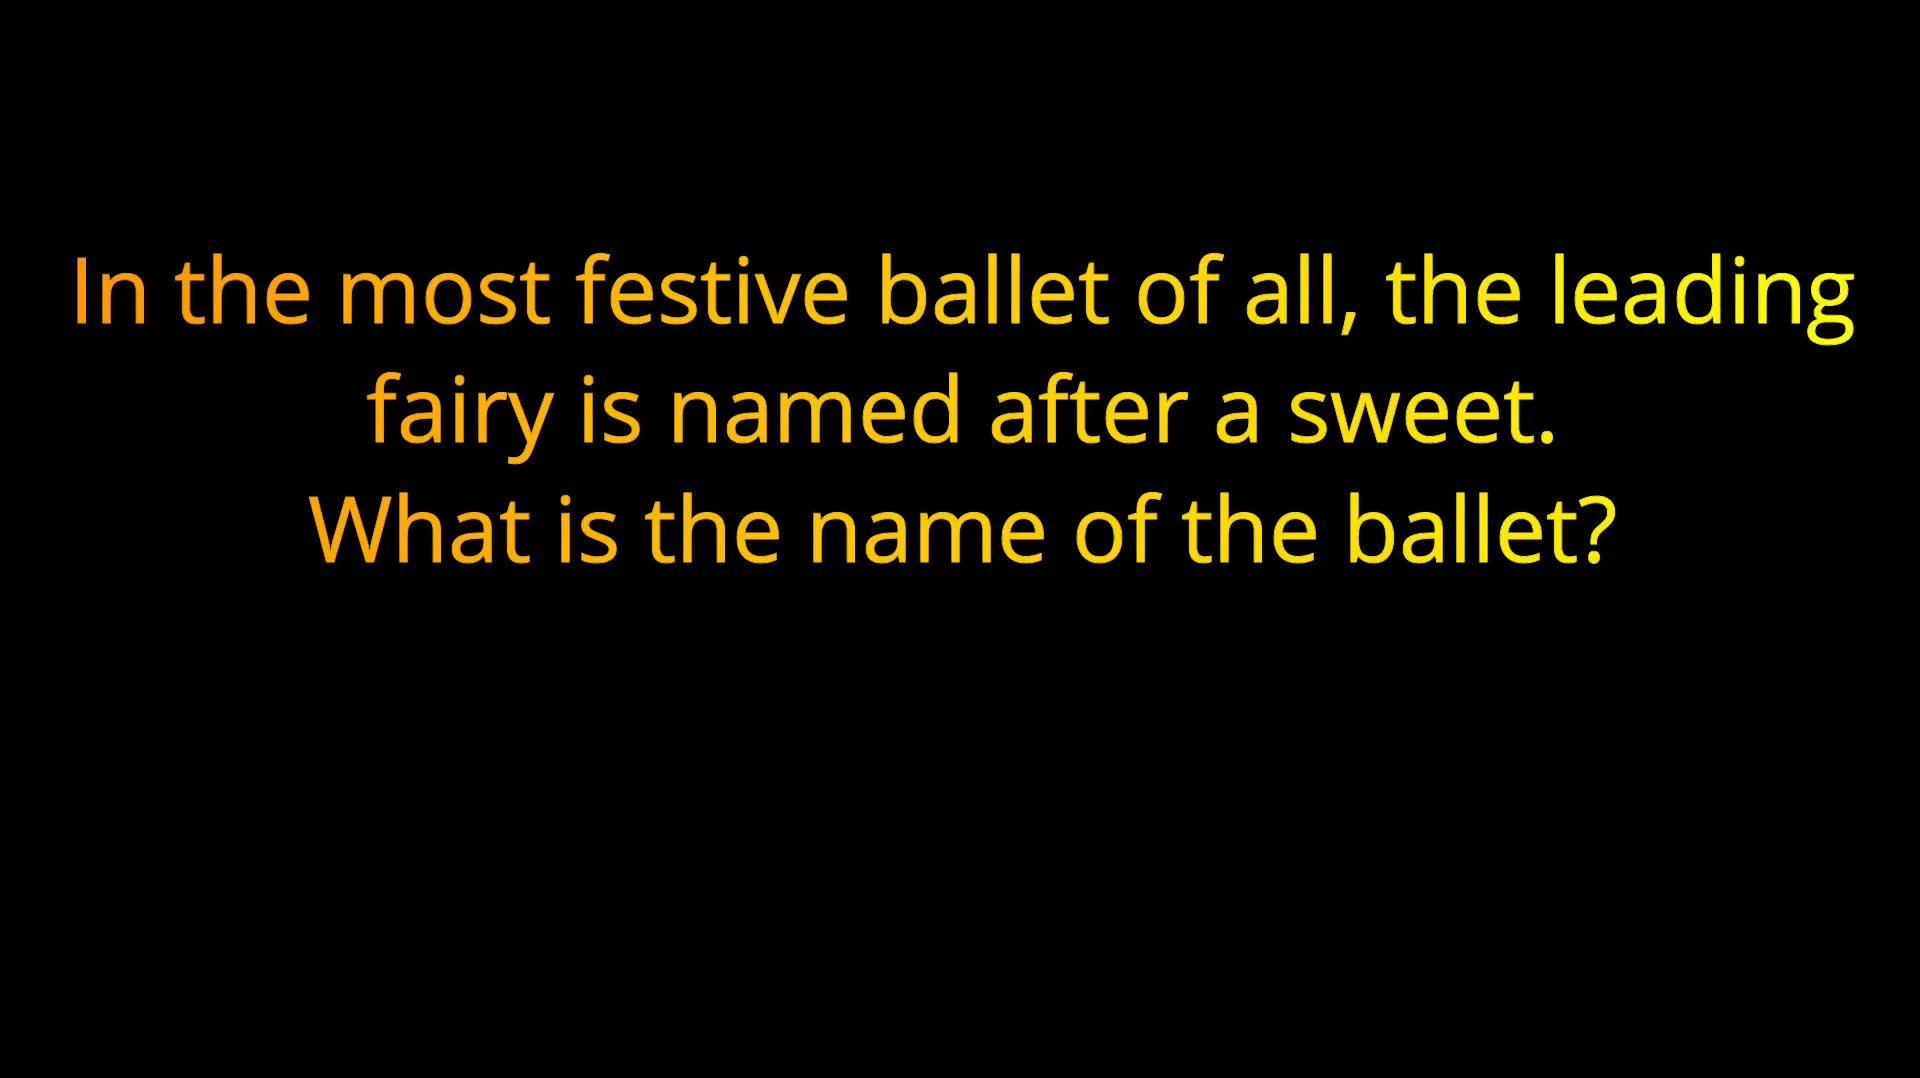 In the most festive ballet of all, the leading
fairy is named after a sweet.
What is the name of the ballet?